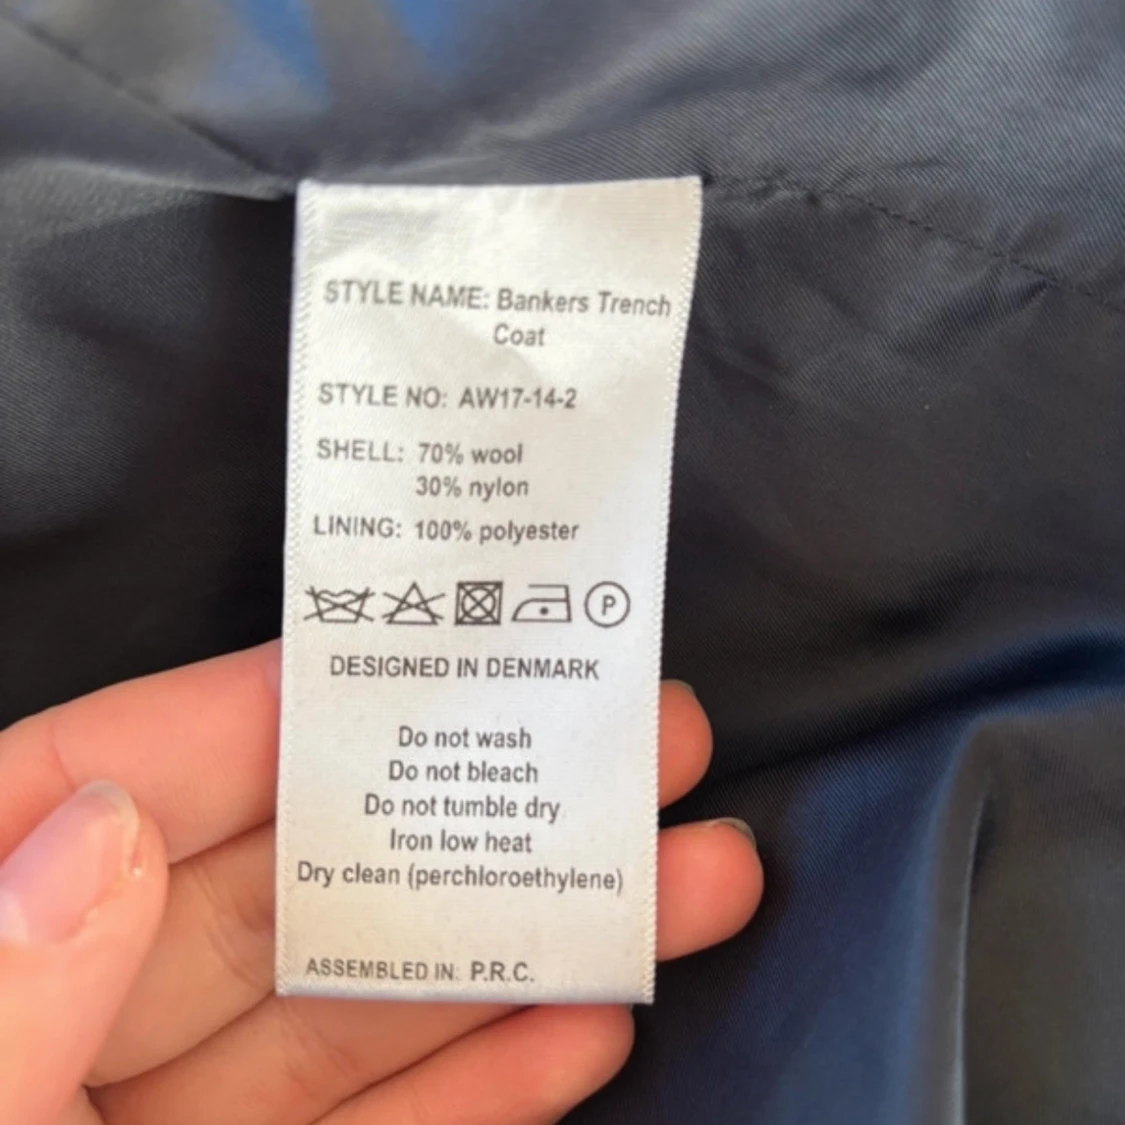 STYLE NAME: Bankers Trench
Coat
STYLE NO: AW17-14-2
SHELL: 70% wool
30% nylon
LINING: 100% polyester
P
DESIGNED IN DENMARK
Do not wash
Do not bleach
Do not tumble dry
Iron low heat
Dry clean (perchloroethylene)
ASSEMBLED IN: P.R.C.